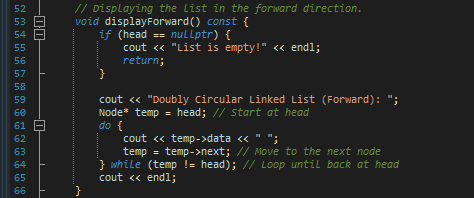 52 // Displaying the list in the forward direction.
53 void displayForward() const {
54 if (head == nullptr) {
55 cout << "List is empty!" << endl;
56 return;
57 }
58
59 cout << "Doubly Circular Linked List (Forward): ";
60 Node* temp = head; // Start at head
61 do {
62 cout << temp->data << " ";
63 temp = temp->next; // Move to the next node
64 } while (temp != head); // Loop until back at head
65 cout << endl;
66 }